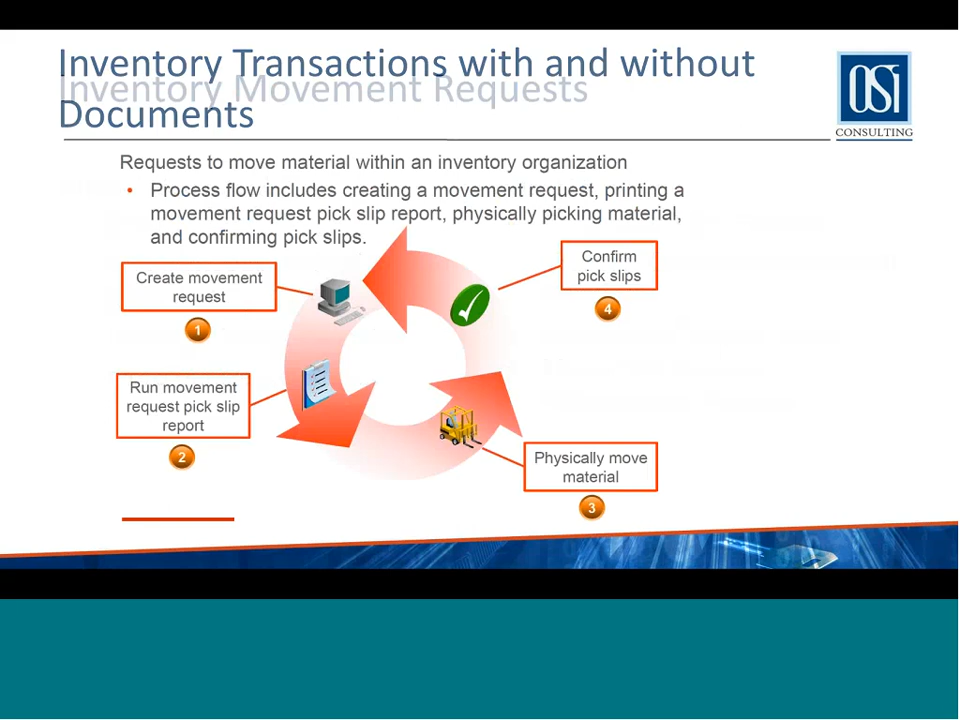 Inventory Transactions with and without
Inventory Movement Requests
Documents
OSI
CONSULTING
Requests to move material within an inventory organization
• Process flow includes creating a movement request, printing a
movement request pick slip report, physically picking material,
and confirming pick slips.
Confirm
pick slips
4
Create movement
request
1
Run movement
request pick slip
report
2
Physically move
material
3